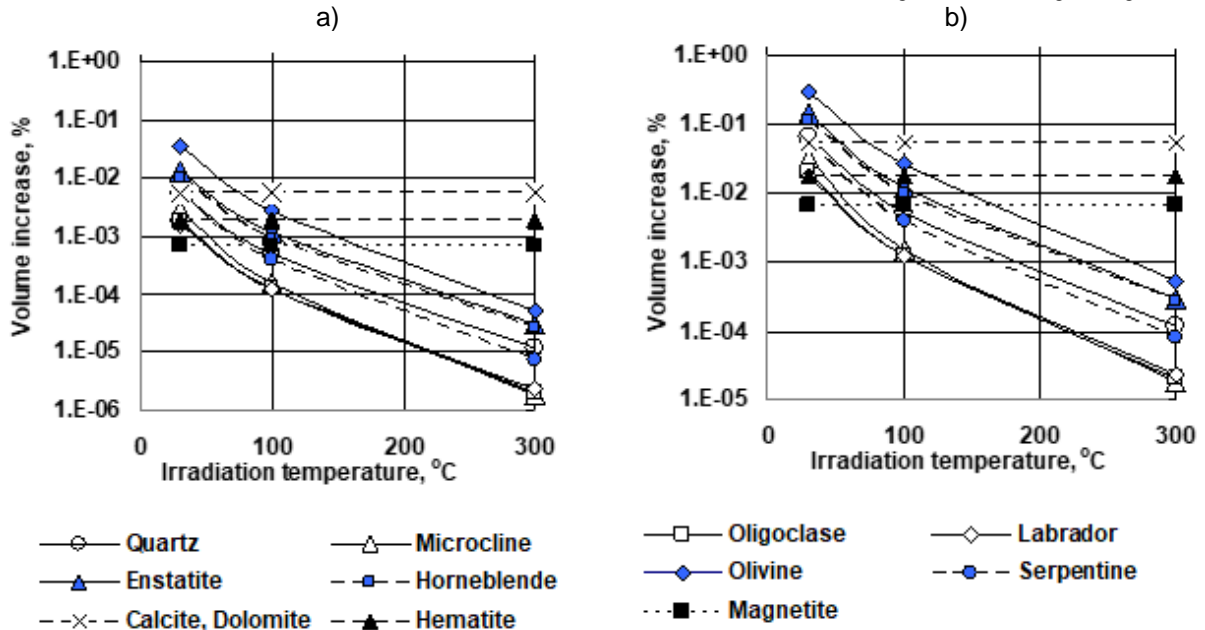 a)
b)
1.E+00
1.E-01
1.E-02
1.E-03
1.E-04
1.E-05
1.E-06
Volume increase, %
0
100
200
300
Irradiation temperature, °C
1.E+00
1.E-01
1.E-02
1.E-03
1.E-04
1.E-05
Volume increase, %
0
100
200
300
Irradiation temperature, °C
Quartz
Microcline
Enstatite
Horneblende
Calcite, Dolomite
Hematite
Oligoclase
Labrador
Olivine
Serpentine
Magnetite